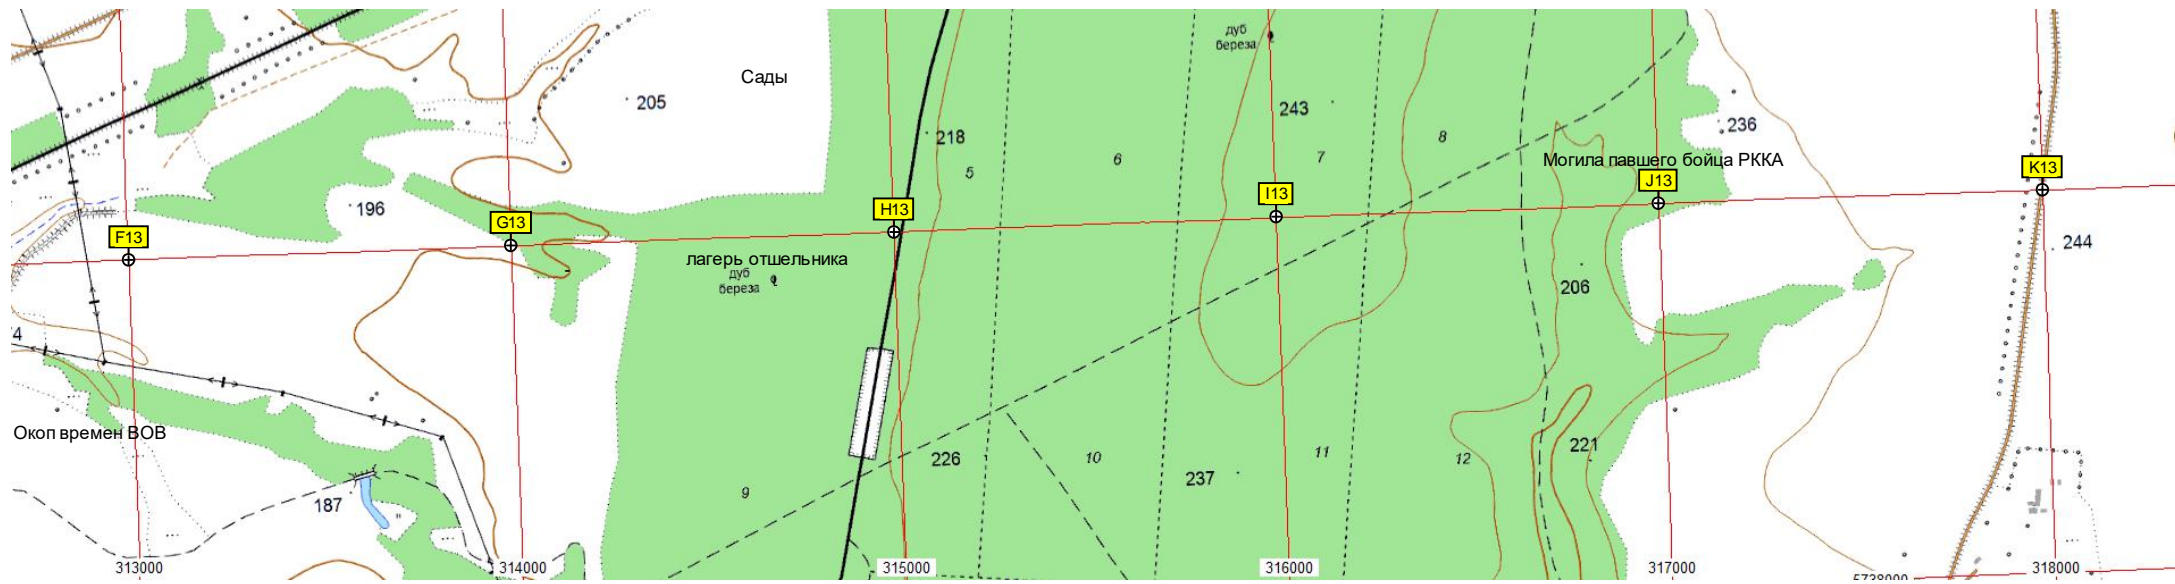 дуб
береза
Сады
205
243
218
236
8
6
7
Могила павшего бойца РККА
5
K13
J13
I13
196
H13
G13
F13
244
лагерь отшельника
дуб
береза
206
4
Окоп времен ВОВ
221
226
10
11
12
237
9
187
313000
314000
315000
316000
317000
318000
5738000